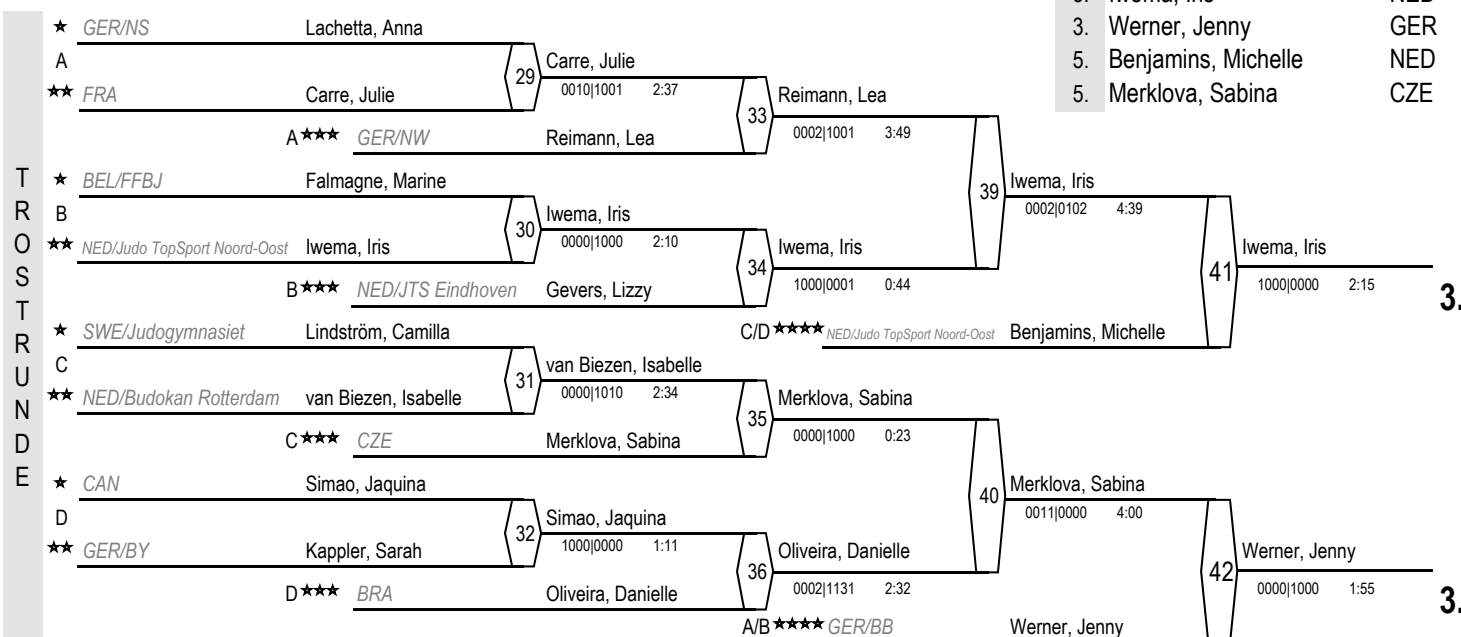 3. Iwema, Iris NED
3. Werner, Jenny GER
5. Benjamins, Michelle NED
5. Merklova, Sabina CZE
TROSTRUNDE
★ GER/NS Lachetta, Anna
A
★★ FRA Carre, Julie
29
Carre, Julie
0010|1001 2:37
A★★★ GER/NW Reimann, Lea
33
Reimann, Lea
0002|1001 3:49
★ BEL/FFBJ Falmagne, Marine
B
★★ NED/Judo TopSport Noord-Oost Iwema, Iris
30
Iwema, Iris
0000|1000 2:10
B★★★ NED/JTS Eindhoven Gevers, Lizzy
34
Iwema, Iris
1000|0001 0:44
39
Iwema, Iris
0002|0102 4:39
C/D★★★★ NED/Judo TopSport Noord-Oost Benjamins, Michelle
41
Iwema, Iris
1000|0000 2:15
3.
★ SWE/Judogymnasiet Lindström, Camilla
C
★★ NED/Budokan Rotterdam van Biezen, Isabelle
31
van Biezen, Isabelle
0000|1010 2:34
C★★★ CZE Merklova, Sabina
35
Merklova, Sabina
0000|1000 0:23
★ CAN Simao, Jaquina
D
★★ GER/BY Kappler, Sarah
32
Simao, Jaquina
1000|0000 1:11
D★★★ BRA Oliveira, Danielle
36
Oliveira, Danielle
0002|1131 2:32
40
Merklova, Sabina
0011|0000 4:00
A/B★★★★ GER/BB Werner, Jenny
42
Werner, Jenny
0000|1000 1:55
3.